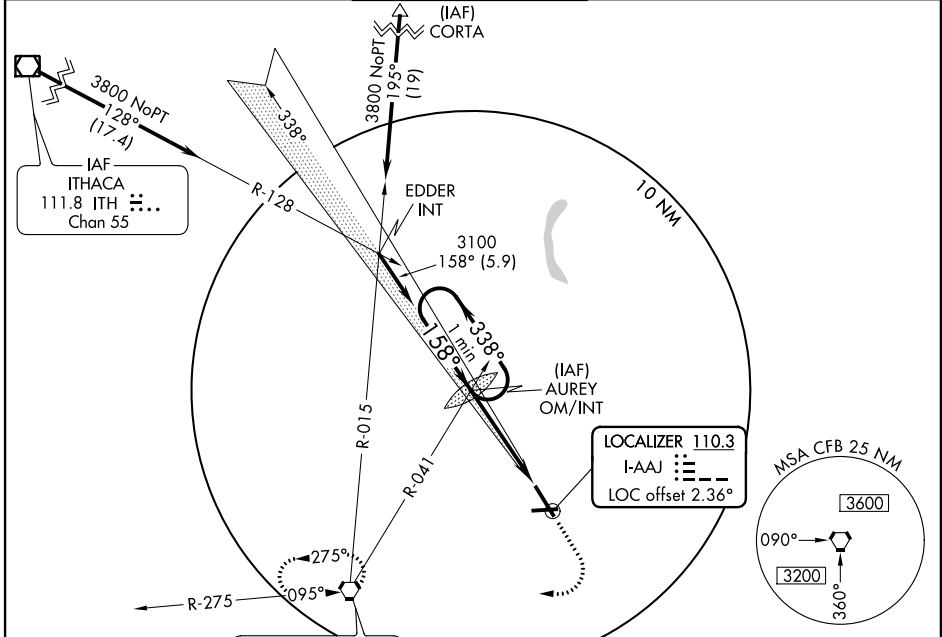 (IAF)
CORTA
3800 NoPT
195°
(19)
3800 NoPT
128°
(17.4)
338°
IAF
ITHACA
111.8 ITH
Chan 55
R-128
EDDER
INT
10 NM
3100
158° (5.9)
338°
1 min
158°
(IAF)
AUREY
OM/INT
R-015
R-041
LOCALIZER 110.3
I-AAJ
LOC offset 2.36°
MSA CFB 25 NM
3600
090°
3200
360°
275°
095°
R-275